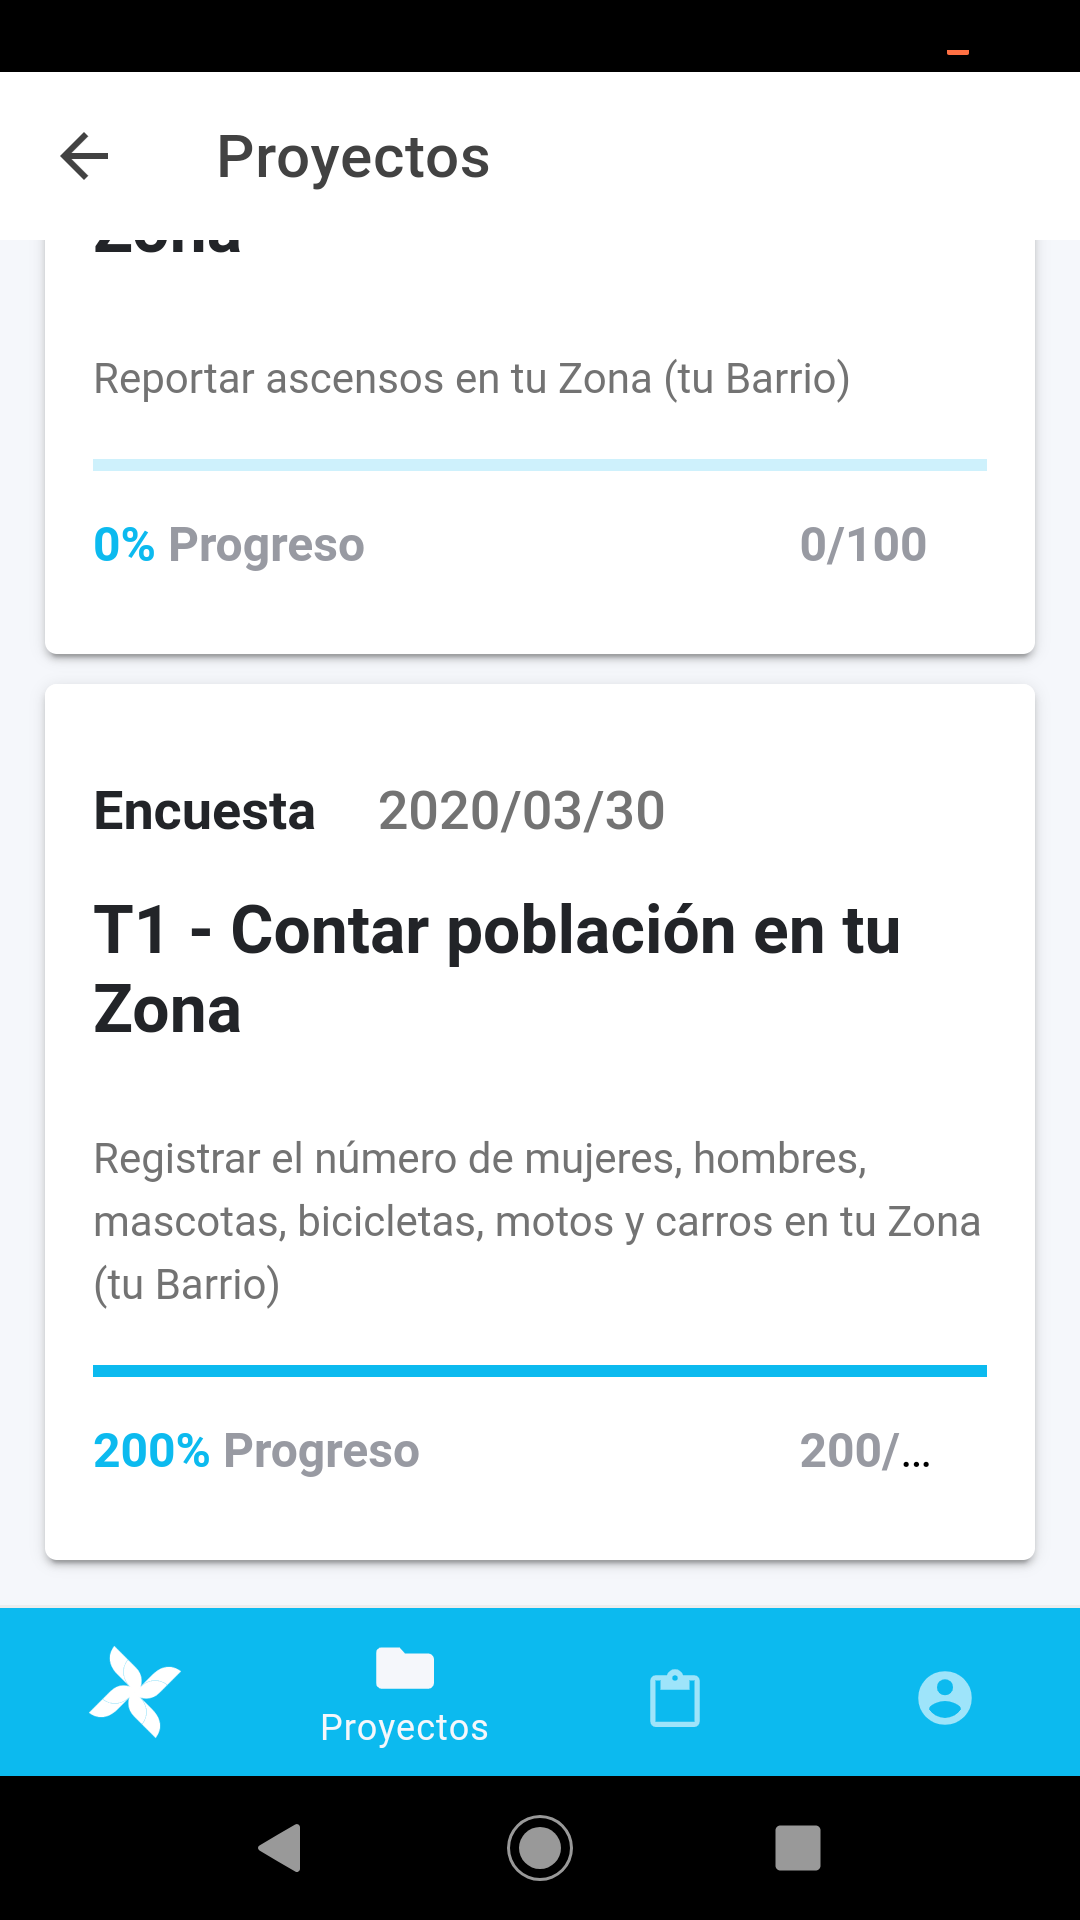 Proyectos
Zona
Reportar ascensos en tu Zona (tu Barrio)
0% Progreso 0/100
Encuesta 2020/03/30
T1 - Contar población en tu
Zona
Registrar el número de mujeres, hombres,
mascotas, bicicletas, motos y carros en tu Zona
(tu Barrio)
200% Progreso 200/...
Proyectos